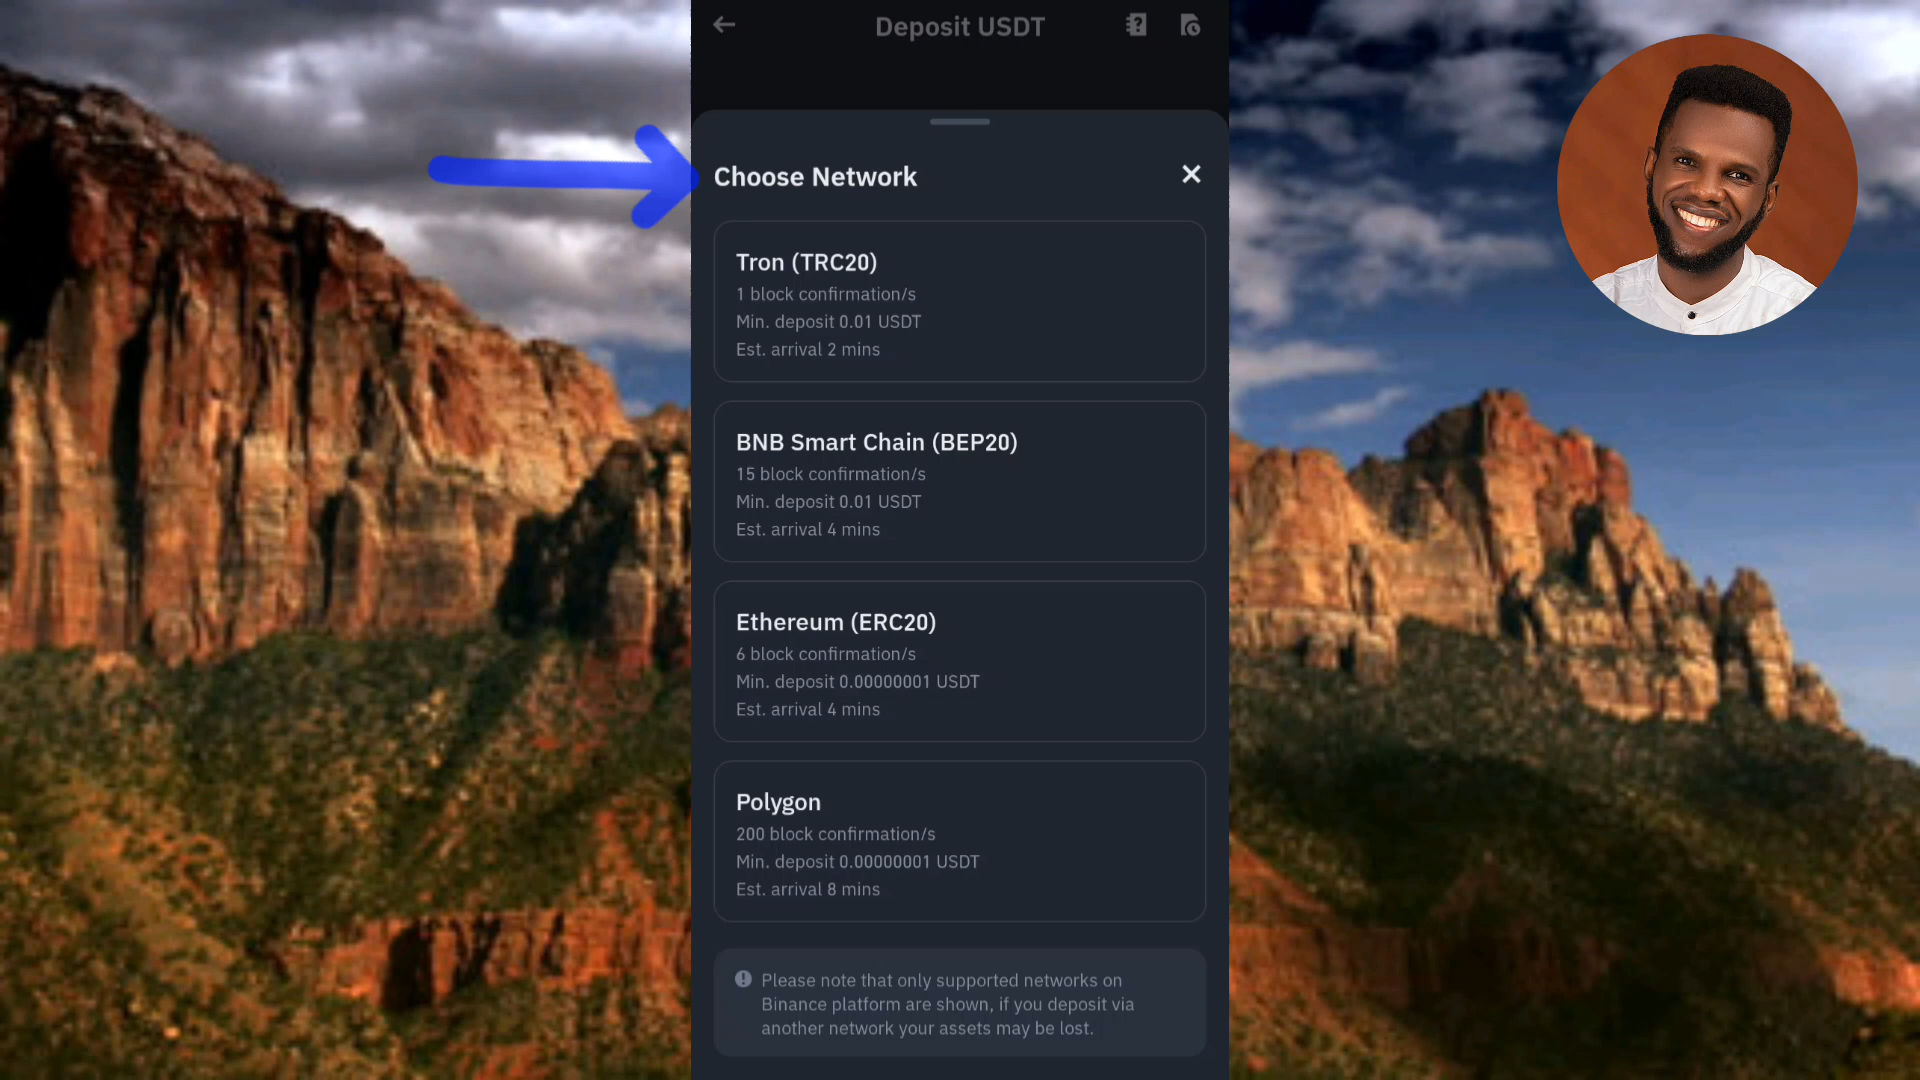 Deposit USDT
Choose Network
Tron (TRC20)
1 block confirmation/s
Min. deposit 0.01 USDT
Est. arrival 2 mins
BNB Smart Chain (BEP20)
15 block confirmation/s
Min. deposit 0.01 USDT
Est. arrival 4 mins
Ethereum (ERC20)
6 block confirmation/s
Min. deposit 0.00000001 USDT
Est. arrival 4 mins
Polygon
200 block confirmation/s
Min. deposit 0.00000001 USDT
Est. arrival 8 mins
Please note that only supported networks on
Binance platform are shown, if you deposit via
another network your assets may be lost.